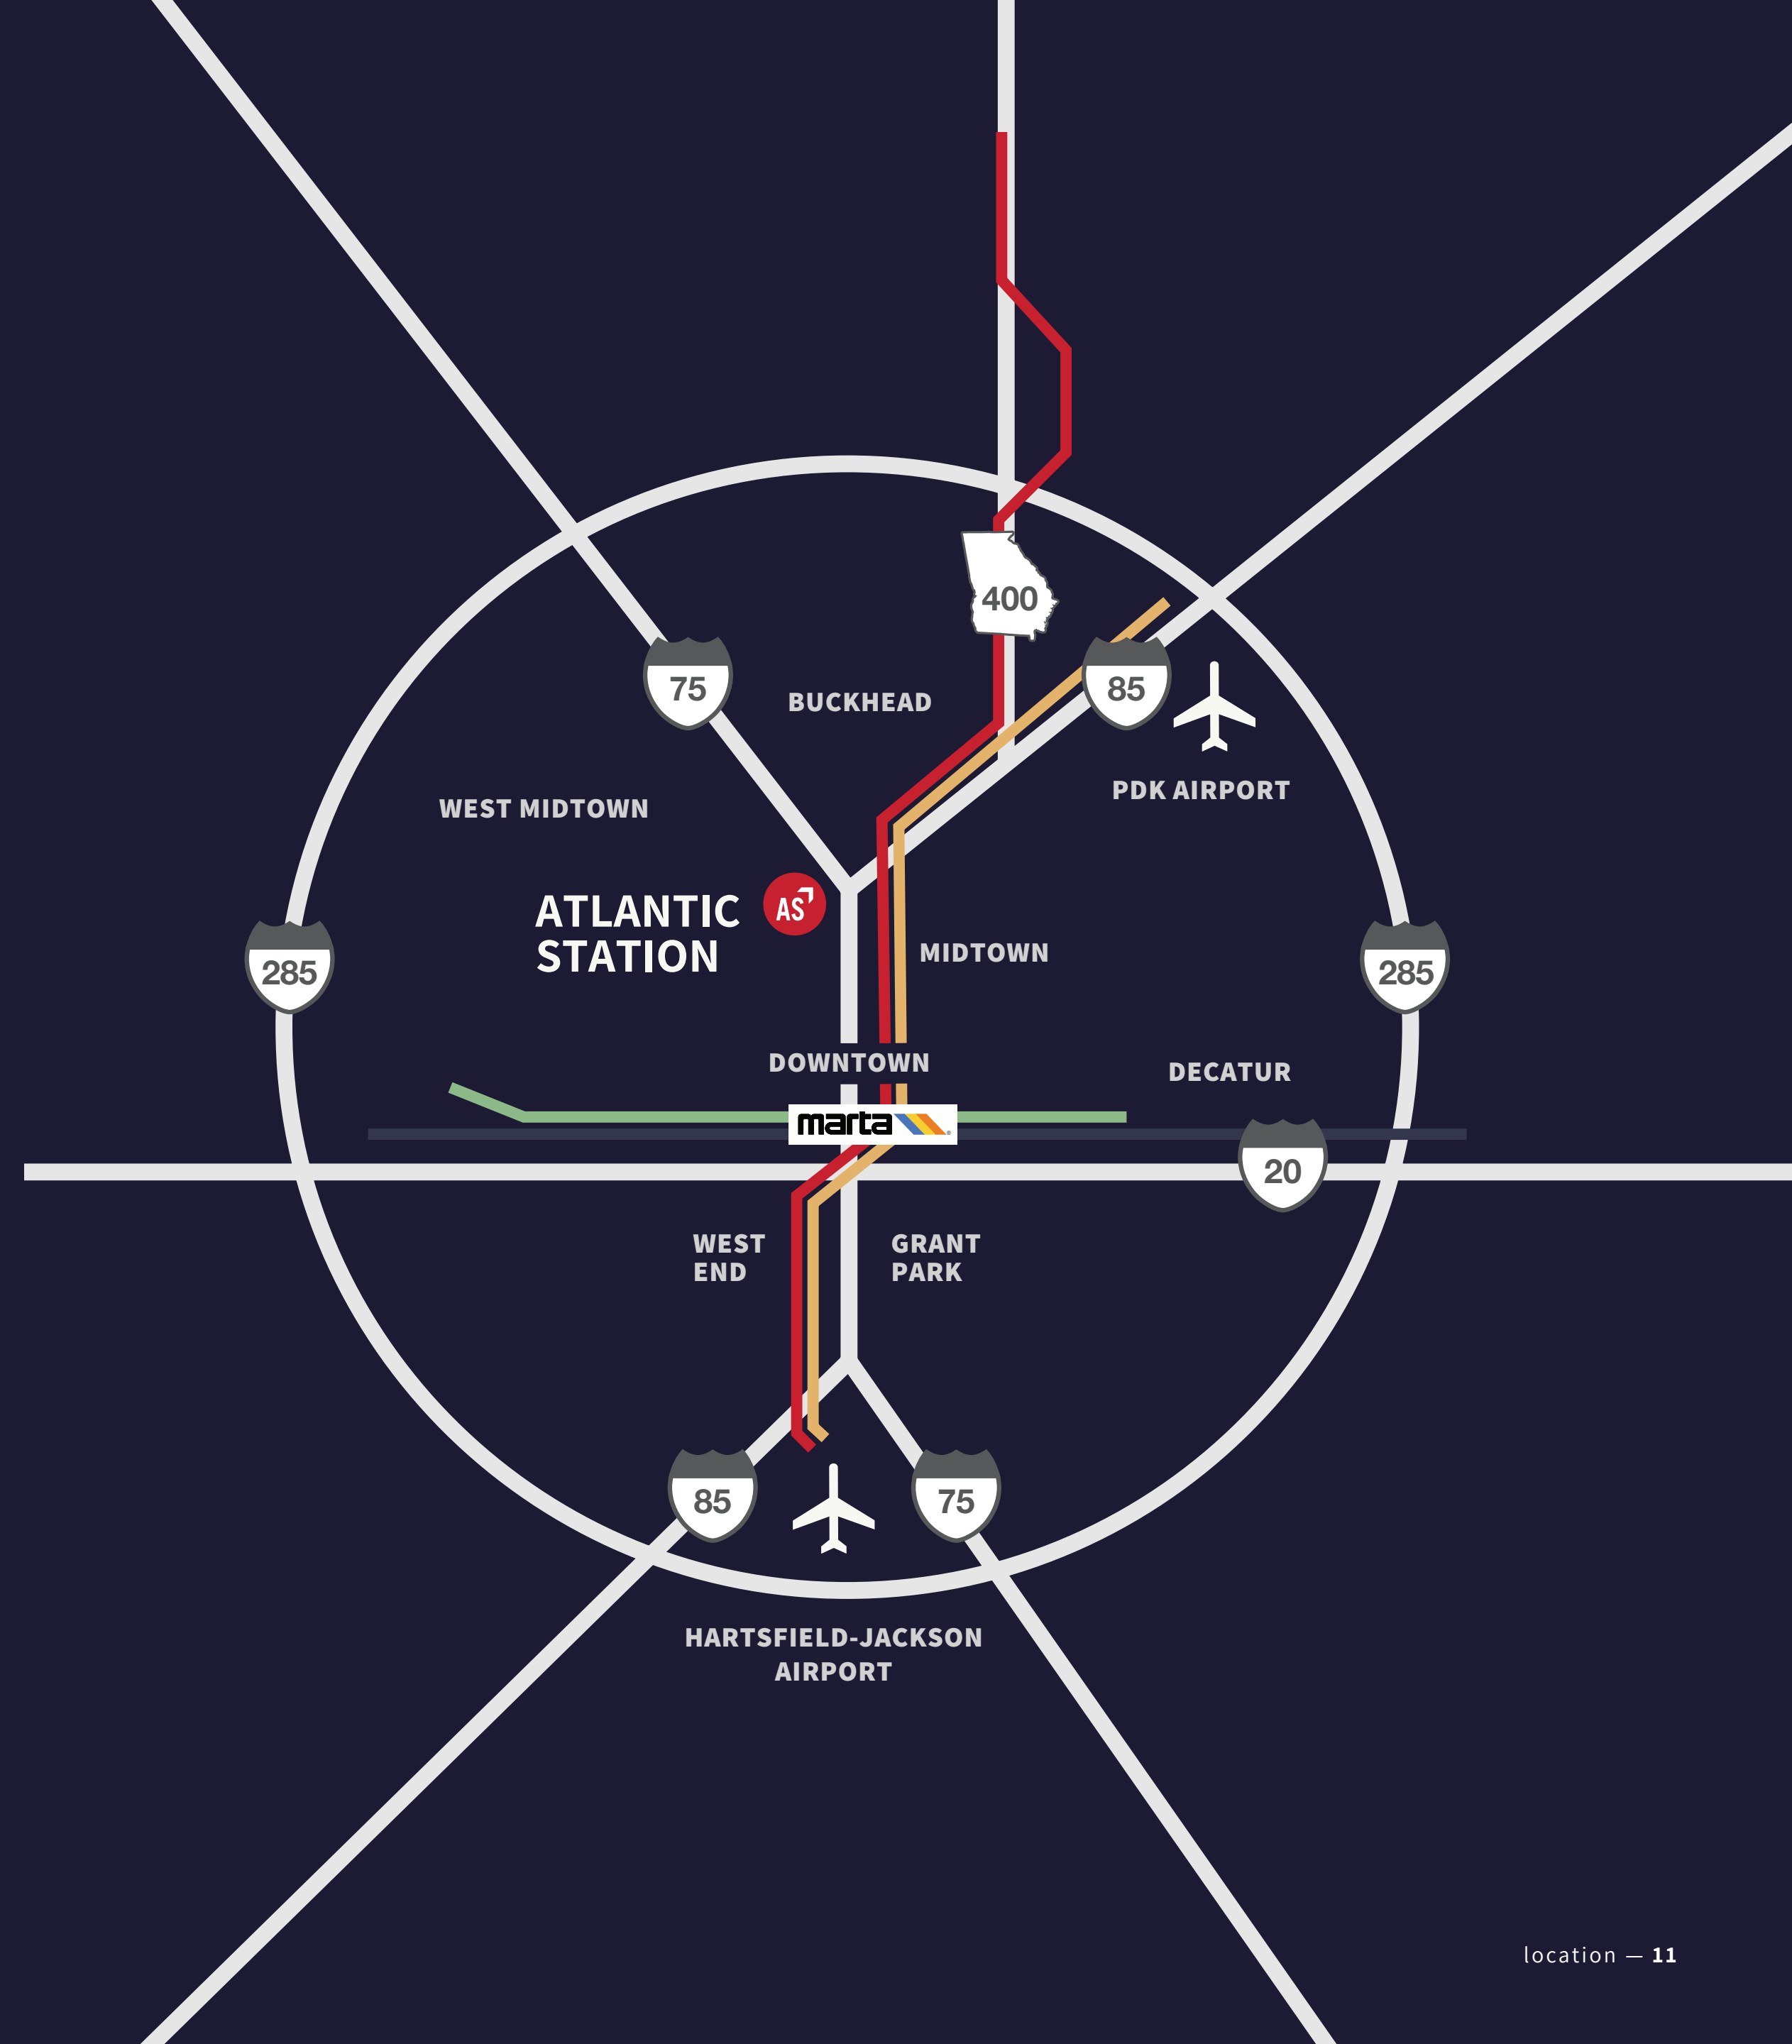 400
75
85
BUCKHEAD
PDK AIRPORT
WEST MIDTOWN
ATLANTIC
STATION
AS
MIDTOWN
285
285
DOWNTOWN
DECATUR
marta
20
WEST
END
GRANT
PARK
85
75
HARTSFIELD-JACKSON
AIRPORT
location — 11